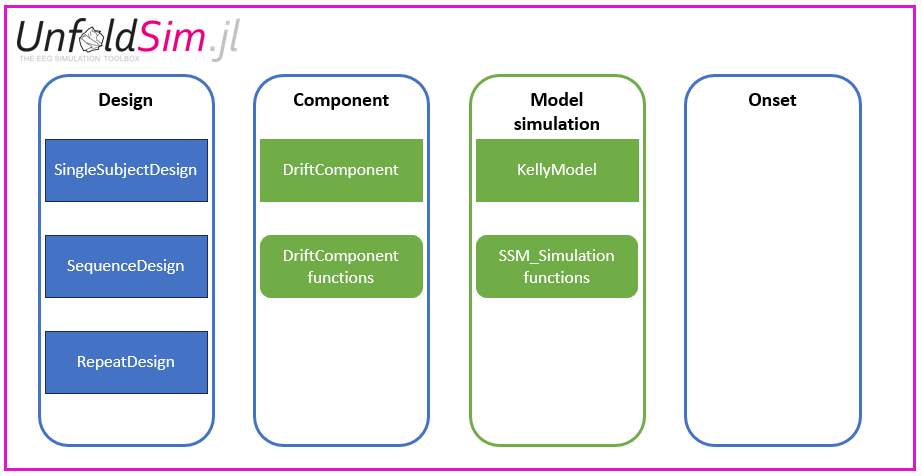 UnfoldSim.jl
THE EEG SIMULATION TOOLBOX
Design
SingleSubjectDesign
SequenceDesign
RepeatDesign
Component
DriftComponent
DriftComponent
functions
Model
simulation
KellyModel
SSM_Simulation
functions
Onset